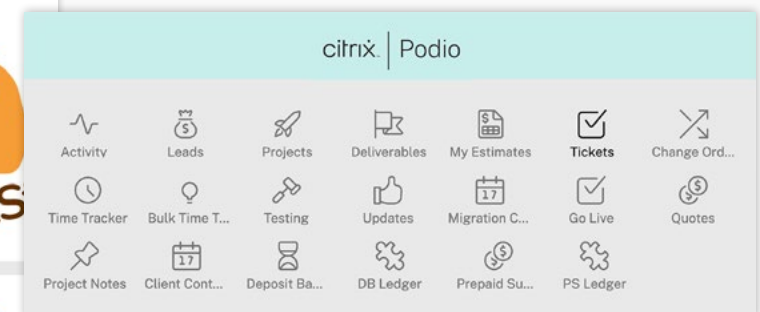 citrix. | Podio
Activity Leads Projects Deliverables My Estimates Tickets Change Ord...
Time Tracker Bulk Time T... Testing Updates Migration C... Go Live Quotes
Project Notes Client Cont... Deposit Ba... DB Ledger Prepaid Su... PS Ledger